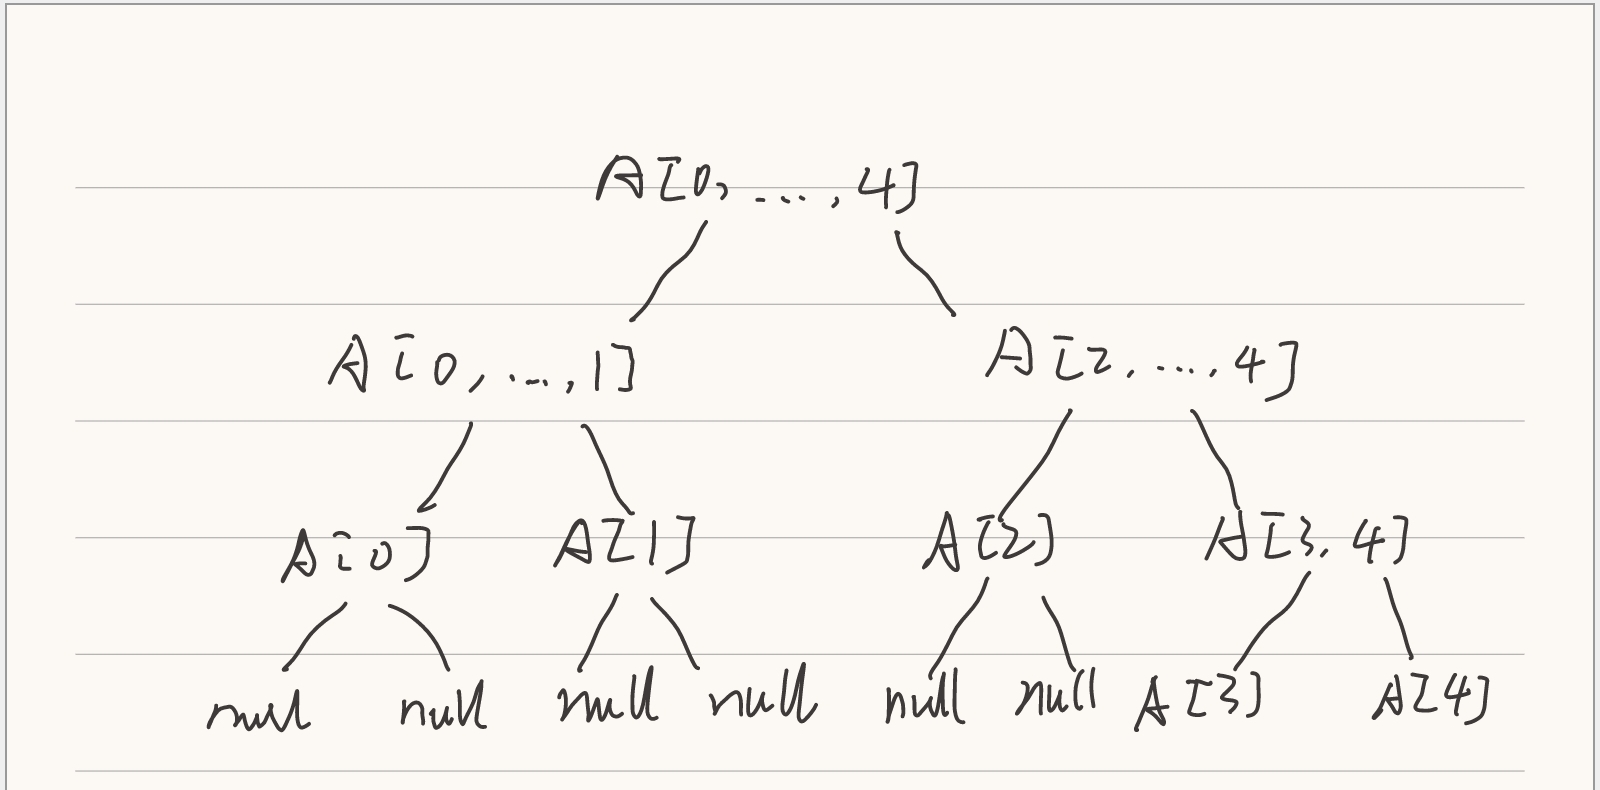 A[0, ..., 4]
A[0, ..., 1] A[2, ..., 4]
A[0] A[1] A[2] A[3, 4]
null null null null null null A[3] A[4]